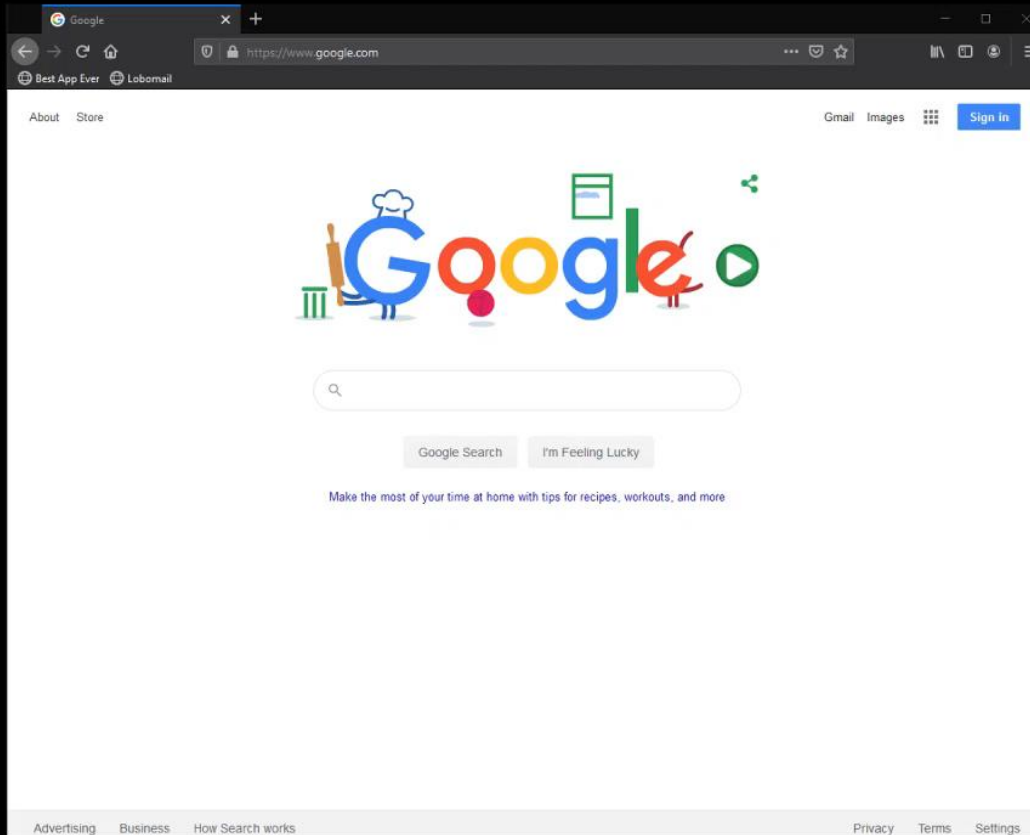 Google
https://www.google.com
Best App Ever Lobomail
About Store Gmail Images Sign in
Google
Google Search I'm Feeling Lucky
Make the most of your time at home with tips for recipes, workouts, and more
Advertising Business How Search works Privacy Terms Settings